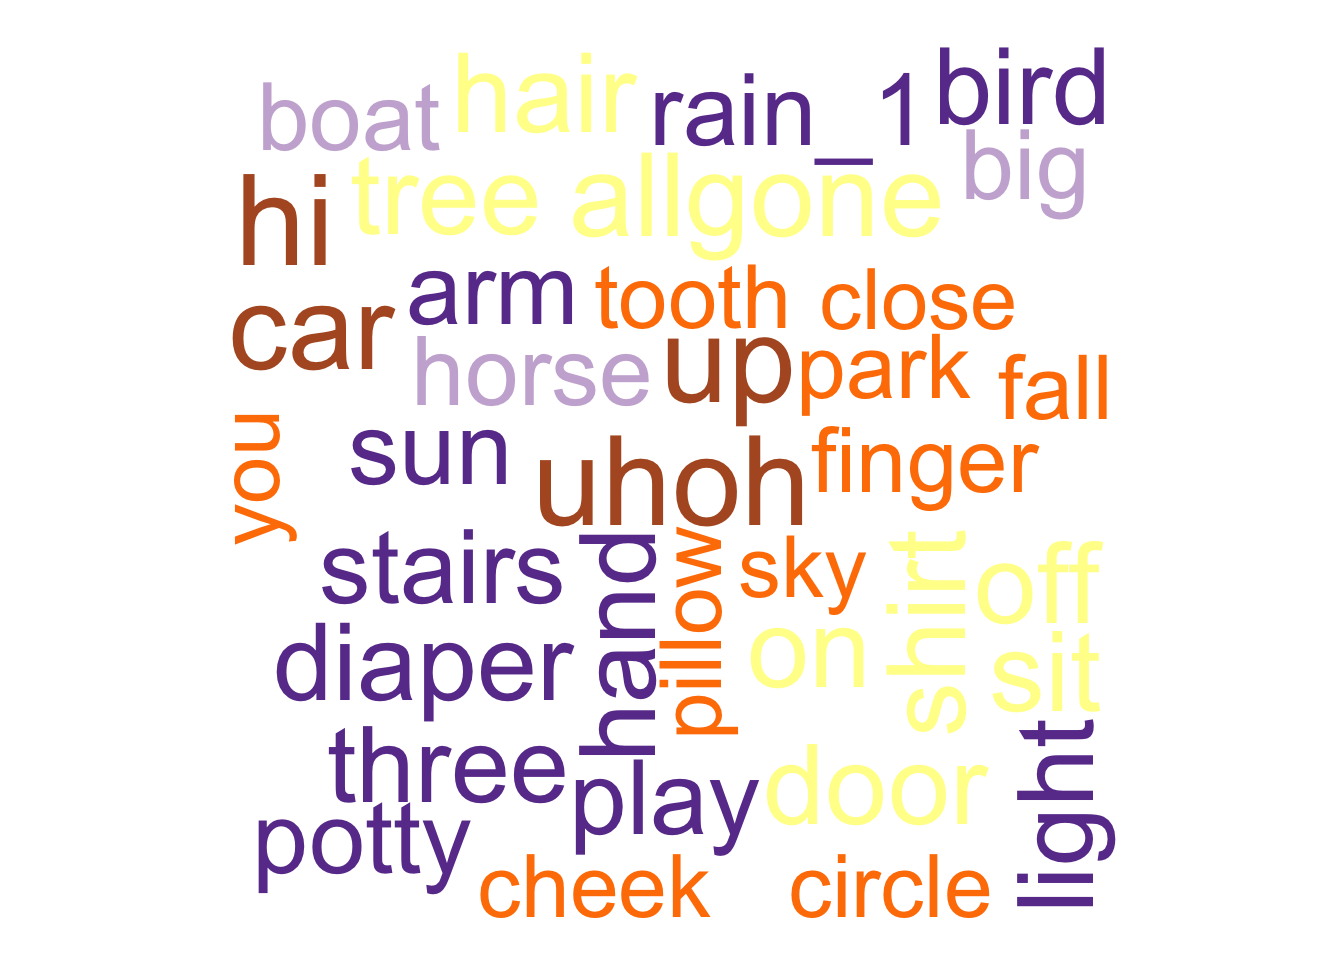 boat hair rain_1 bird
hi tree allgone big
car arm tooth close
horse up park fall
you sun uhoh finger
stairs hand pillow sky shirt off
diaper on sit
three play door light
potty cheek circle